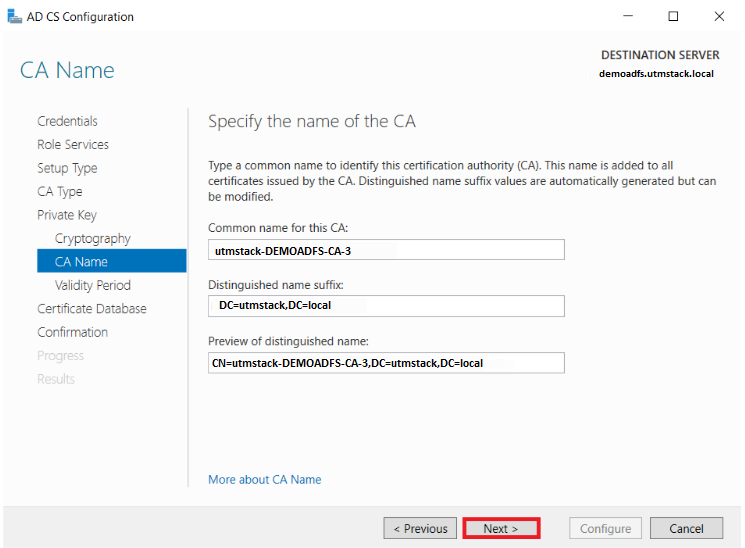 AD CS Configuration
CA Name
DESTINATION SERVER
demoadfs.utmstack.local
Credentials
Role Services
Setup Type
CA Type
Private Key
Cryptography
CA Name
Validity Period
Certificate Database
Confirmation
Progress
Results
Specify the name of the CA
Type a common name to identify this certification authority (CA). This name is added to all
certificates issued by the CA. Distinguished name suffix values are automatically generated but can
be modified.
Common name for this CA:
utmstack-DEMOADFS-CA-3
Distinguished name suffix:
DC=utmstack,DC=local
Preview of distinguished name:
CN=utmstack-DEMOADFS-CA-3,DC=utmstack,DC=local
More about CA Name
< Previous
Next >
Configure
Cancel